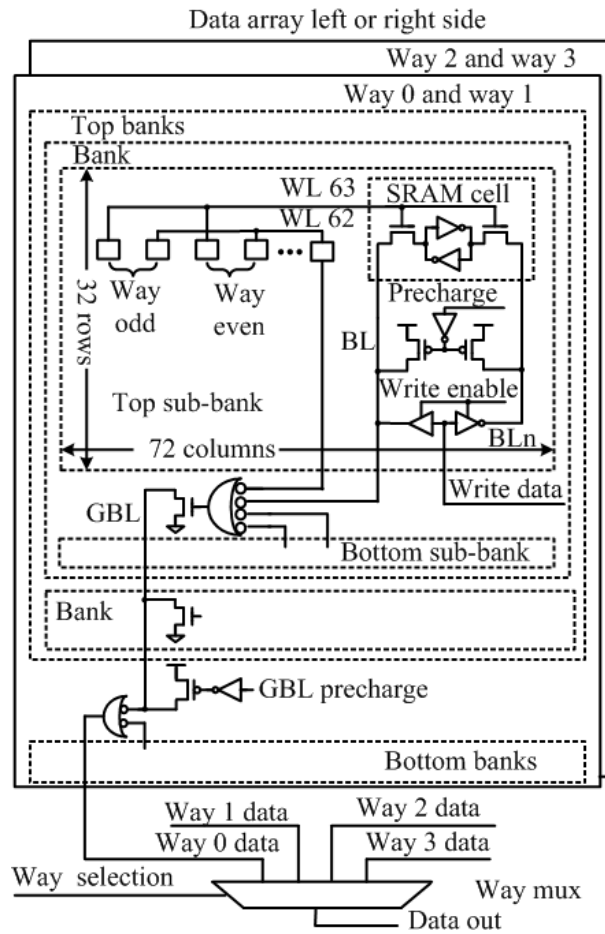 Data array left or right side
Way 2 and way 3
Way 0 and way 1
Top banks
Bank
WL 63
SRAM cell
WL 62
Way
odd
Way
even
32 rows
Precharge
BL
Write enable
Top sub-bank
BLn
72 columns
Write data
GBL
Bottom sub-bank
Bank
GBL precharge
Bottom banks
Way 1 data
Way 2 data
Way 0 data
Way 3 data
Way selection
Way mux
Data out